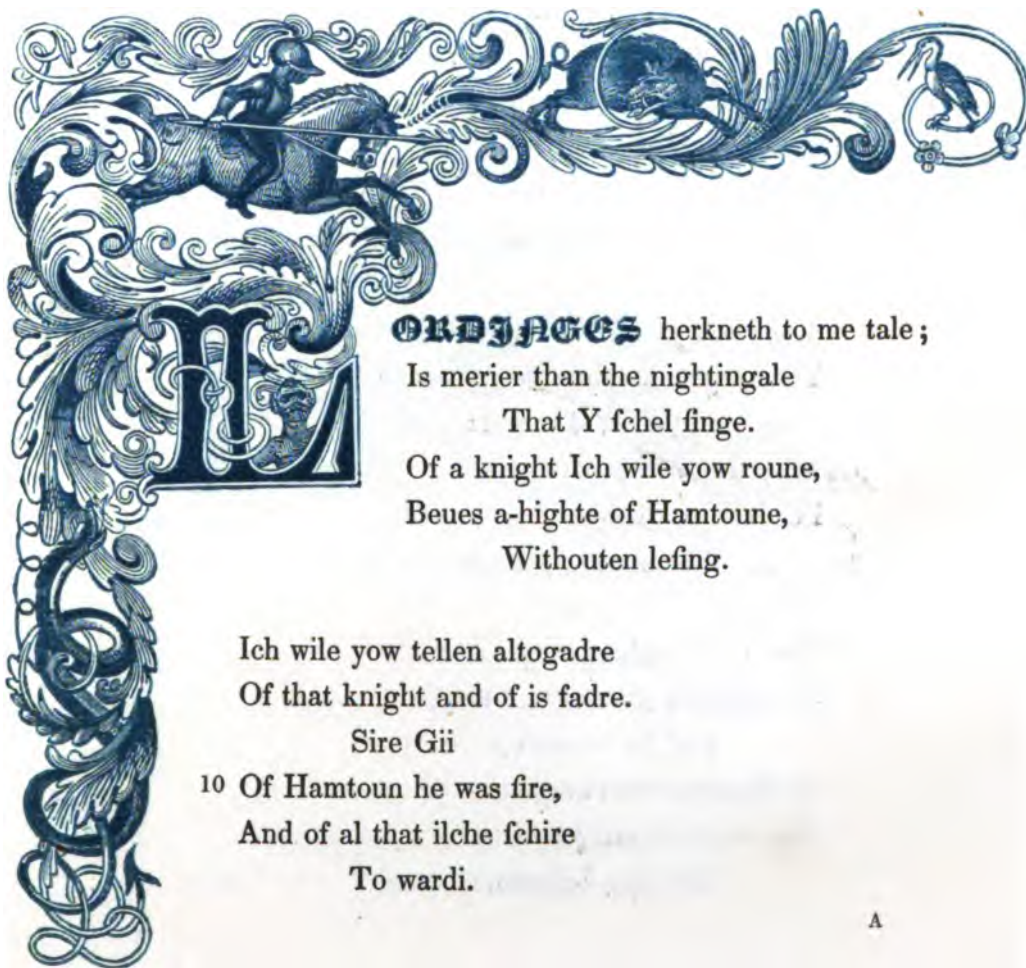 LORDINGES herkneth to me tale;
Is merier than the nightingale
That Y ſchel ſinge.
Of a knight Ich wile yow roune,
Beues a-highte of Hamtoune,
Withouten leſing.
Ich wile yow tellen altogadre
Of that knight and of is fadre.
Sire Gii
10 Of Hamtoun he was ſire,
And of al that ilche ſchire
To wardi.
A